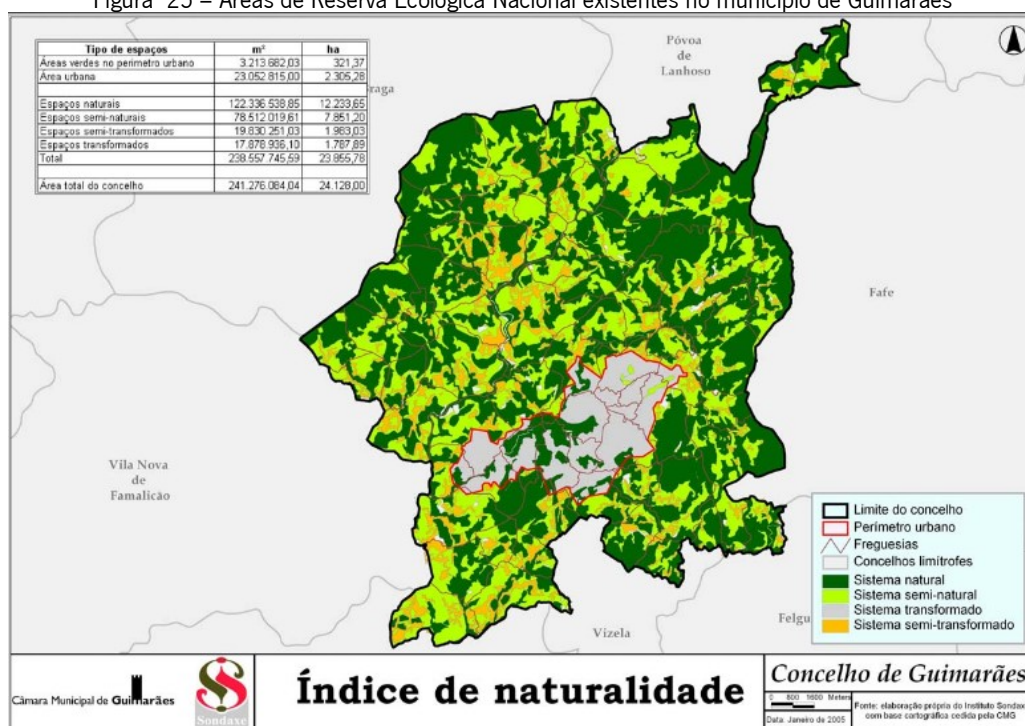 Figura 25 – Áreas de Reserva Ecológica Nacional existentes no município de Guimarães
Tipo de espaços m² ha
Áreas verdes no perimetro urbano 3.213.682,03 321,37
Área urbana 23.052.815,00 2.305,28
Espaços naturais 122.336.538,85 12.233,65
Espaços semi-naturais 78.512.019,61 7.851,20
Espaços semi-transformados 19.830.251,03 1.983,03
Espaços transformados 17.878.936,10 1.787,89
Total 238.557.745,59 23.855,78
Área total do concelho 241.276.084,04 24.128,00
raga
Póvoa
de
Lanhoso
Fafe
Vila Nova
de
Famalicão
Vizela
Felgu
Limite do concelho
Perímetro urbano
Freguesias
Concelhos limítrofes
Sistema natural
Sistema semi-natural
Sistema transformado
Sistema semi-transformado
Câmara Municipal de Guimarães
Sondaxe
Índice de naturalidade
Concelho de Guimarães
0 800 1600 Meters
Data: Janeiro de 2005
Fonte: elaboração própria do Instituto Sondaxe
com base cartográfica cedida pela CMG